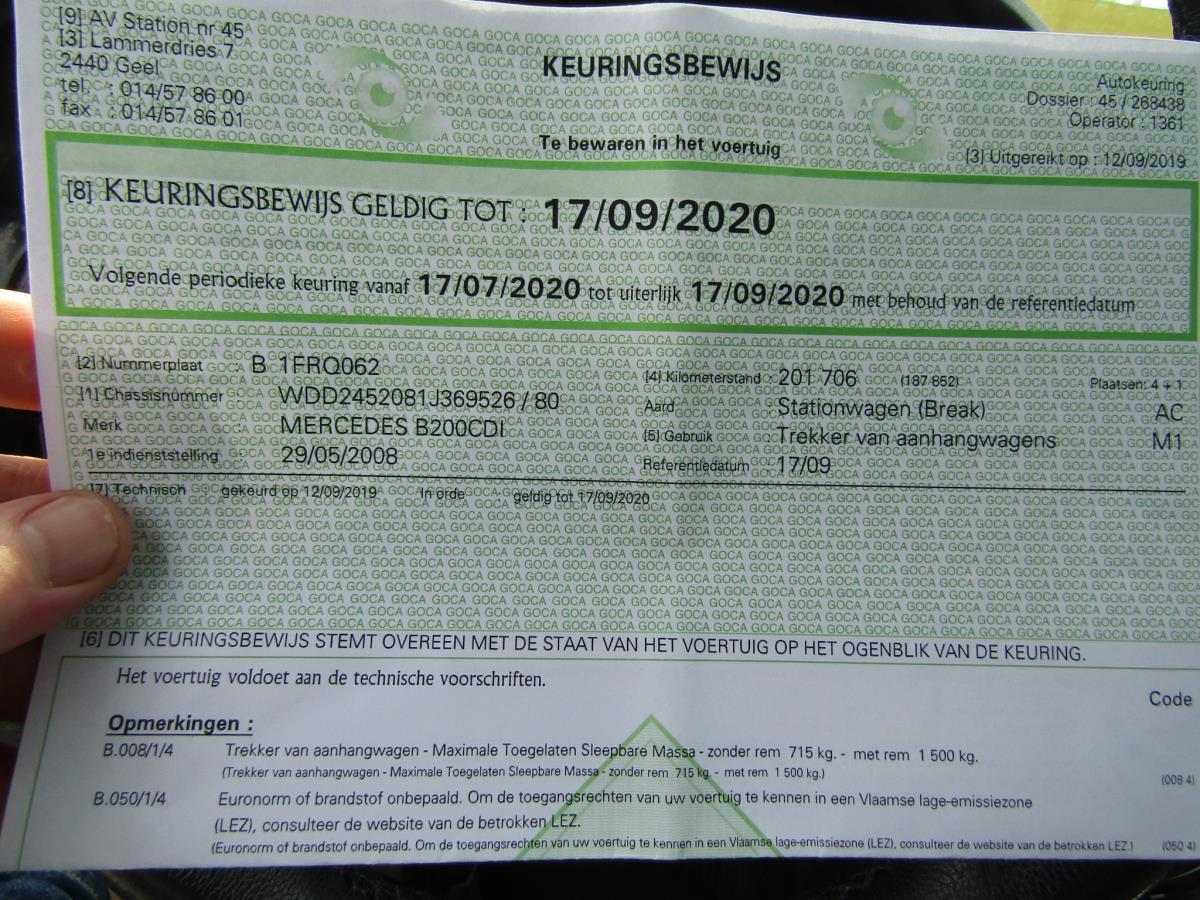 [9] AV Station nr 45
[3] Lammerdries 7
2440 Geel
tel. : 014/57 86 00
fax : 014/57 86 01
KEURINGSBEWIJS
Te bewaren in het voertuig
Autokeuring
Dossier : 45 / 268438
Operator : 1361
[3] Uitgereikt op : 12/09/2019
[8] KEURINGSBEWIJS GELDIG TOT : 17/09/2020
Volgende periodieke keuring vanaf 17/07/2020 tot uiterlijk 17/09/2020 met behoud van de referentiedatum
[2] Nummerplaat : B 1FRQ062
[4] Kilometerstand : 201 706 (187 852) Plaatsen: 4 + 1
[1] Chassisnummer WDD2452081J369526 / 80
Aard Stationwagen (Break) AC
Merk : MERCEDES B200CDI
[5] Gebruik : Trekker van aanhangwagens M1
1e indienststelling : 29/05/2008
Referentiedatum : 17/09
[7] Technisch : gekeurd op 12/09/2019 In orde : geldig tot 17/09/2020
[6] DIT KEURINGSBEWIJS STEMT OVEREEN MET DE STAAT VAN HET VOERTUIG OP HET OGENBLIK VAN DE KEURING.
Het voertuig voldoet aan de technische voorschriften.
Code
Opmerkingen :
B.008/1/4 Trekker van aanhangwagen - Maximale Toegelaten Sleepbare Massa - zonder rem 715 kg. - met rem 1 500 kg.
(Trekker van aanhangwagen - Maximale Toegelaten Sleepbare Massa - zonder rem 715 kg. - met rem 1 500 kg.) (008 4)
B.050/1/4 Euronorm of brandstof onbepaald. Om de toegangsrechten van uw voertuig te kennen in een Vlaamse lage-emissiezone
(LEZ), consulteer de website van de betrokken LEZ.
(Euronorm of brandstof onbepaald. Om de toegangsrechten van uw voertuig te kennen in een Vlaamse lage-emissiezone (LEZ), consulteer de website van de betrokken LEZ.) (050 4)